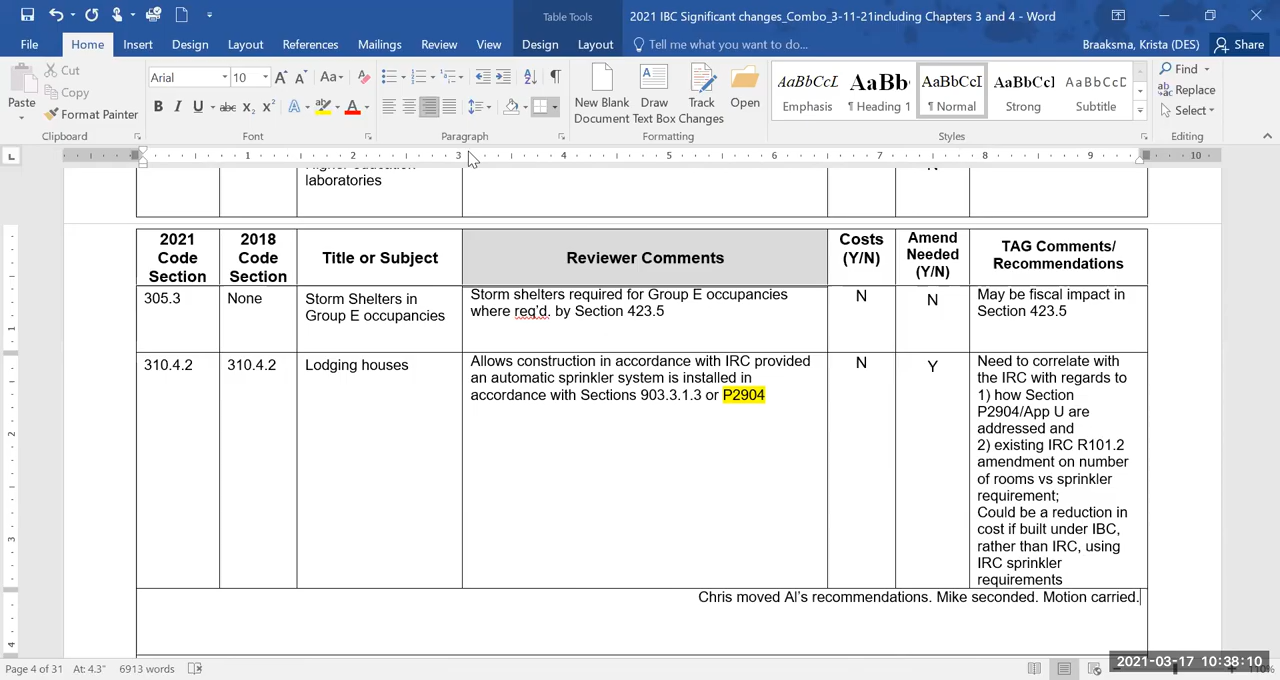 Table Tools
2021 IBC Significant changes_Combo_3-11-21including Chapters 3 and 4 - Word
File Home Insert Design Layout References Mailings Review View Design Layout Tell me what you want to do... Braaksma, Krista (DES) Share
Cut
Copy
Format Painter
Paste
Arial 10
New Blank Document
Draw Text Box
Track Changes
Open
AaBbCcL Emphasis
AaBb ¶ Heading 1
AaBbCcI ¶ Normal
AaBbCcl Strong
AaBbCcD Subtitle
Find
Replace
Select
Clipboard Font Paragraph Formatting Styles Editing
1 2 3 4 5 6 7 8 9 10
laboratories
2021
Code
Section
2018
Code
Section
Title or Subject
Reviewer Comments
Costs
(Y/N)
Amend
Needed
(Y/N)
TAG Comments/
Recommendations
305.3
None
Storm Shelters in
Group E occupancies
Storm shelters required for Group E occupancies
where req'd. by Section 423.5
N
N
May be fiscal impact in
Section 423.5
310.4.2
310.4.2
Lodging houses
Allows construction in accordance with IRC provided
an automatic sprinkler system is installed in
accordance with Sections 903.3.1.3 or P2904
N
Y
Need to correlate with
the IRC with regards to
1) how Section
P2904/App U are
addressed and
2) existing IRC R101.2
amendment on number
of rooms vs sprinkler
requirement;
Could be a reduction in
cost if built under IBC,
rather than IRC, using
IRC sprinkler
requirements
Chris moved Al's recommendations. Mike seconded. Motion carried.
Page 4 of 31 At: 4.3" 6913 words
2021-03-17 10:38:10